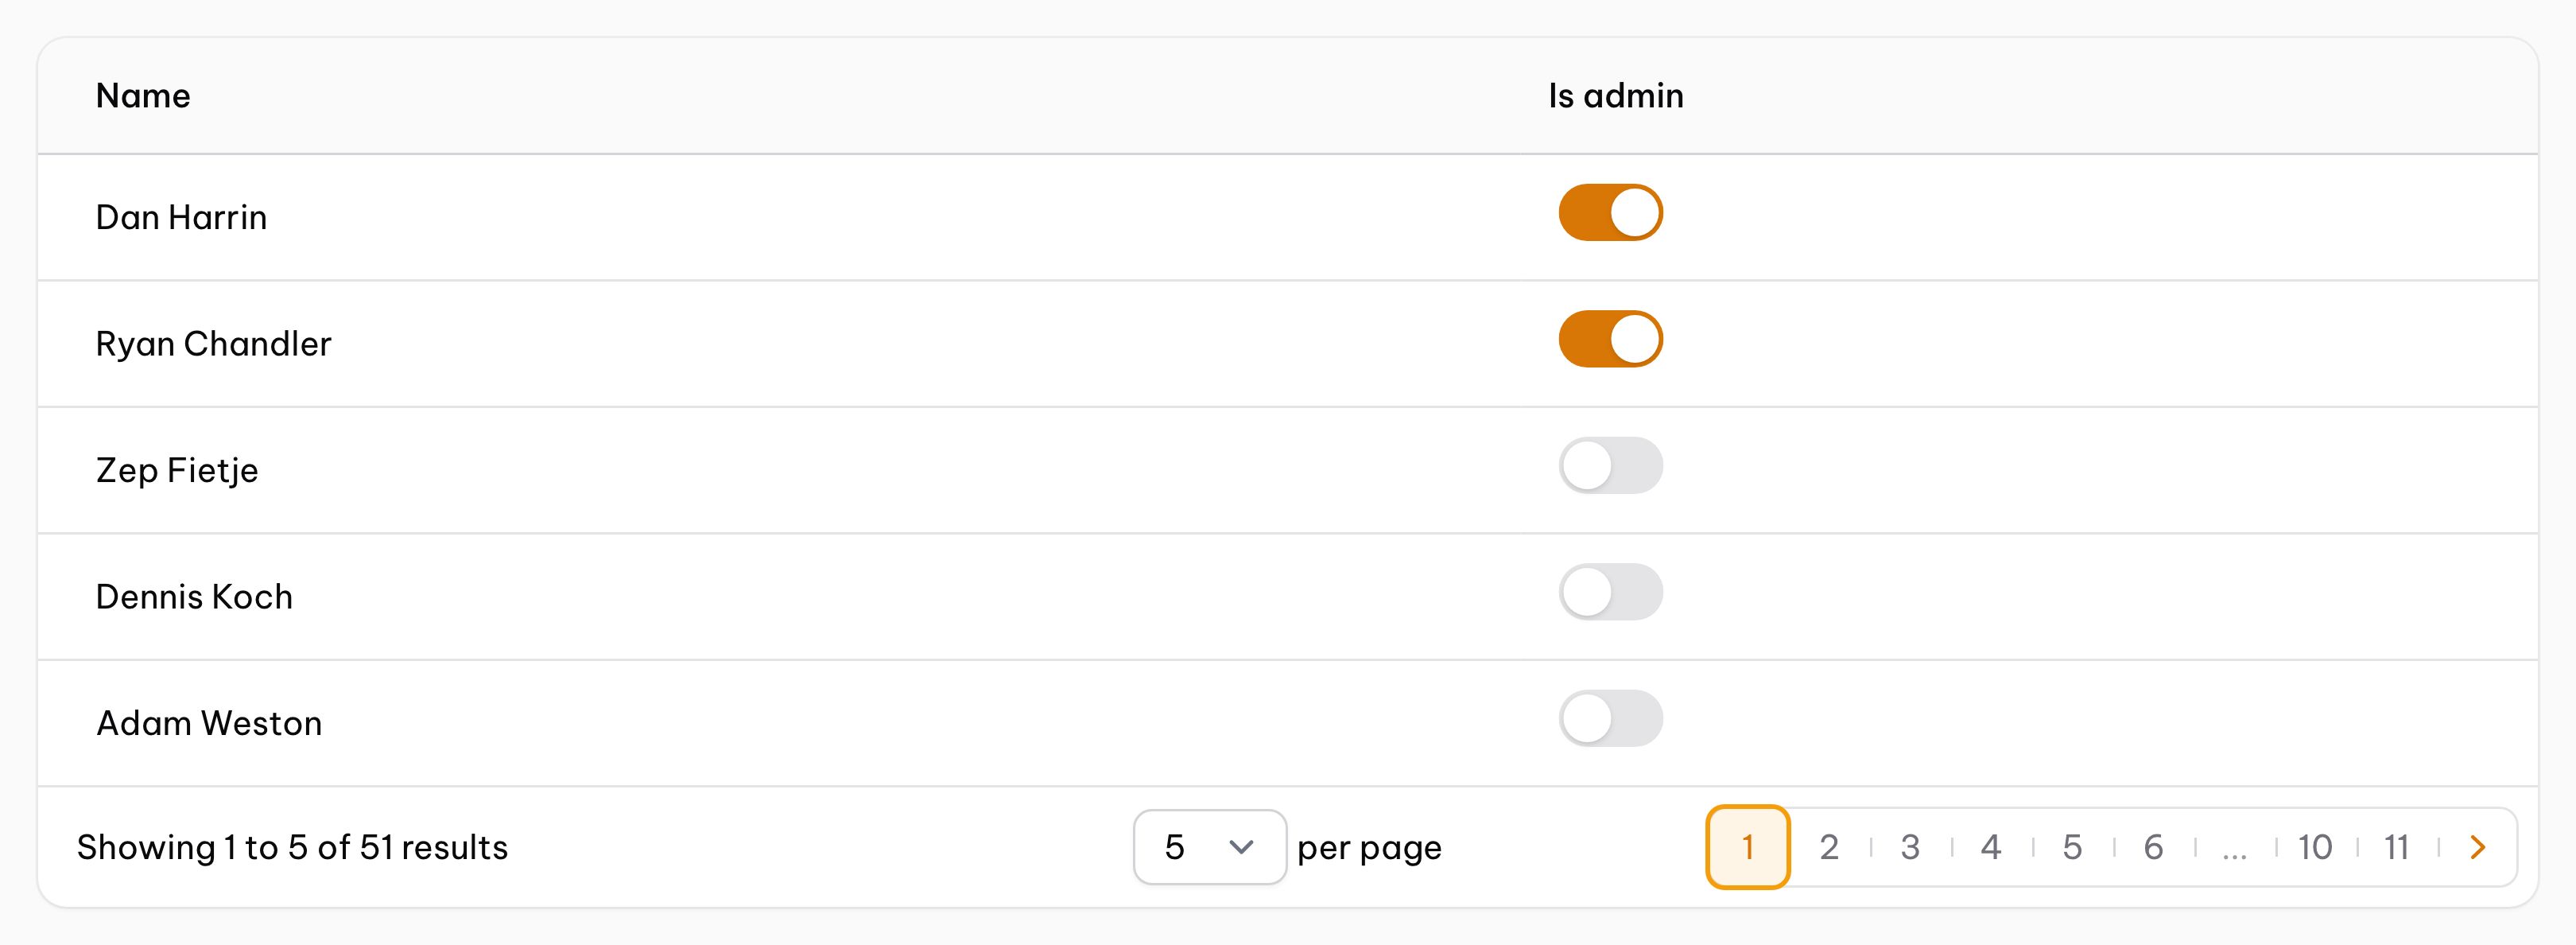 Name Is admin
Dan Harrin
Ryan Chandler
Zep Fietje
Dennis Koch
Adam Weston
Showing 1 to 5 of 51 results 5 per page 1 2 3 4 5 6 ... 10 11